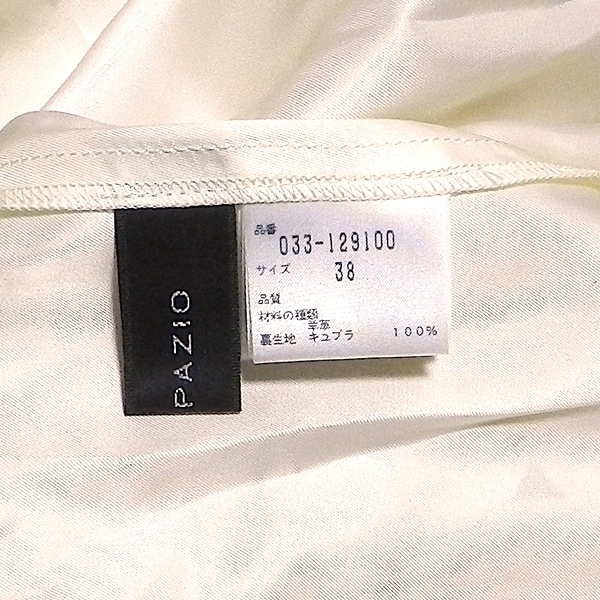 PAZIO
品番
033-129100
サイズ
38
品質
材料の種類
羊革
裏生地 キュプラ 100%